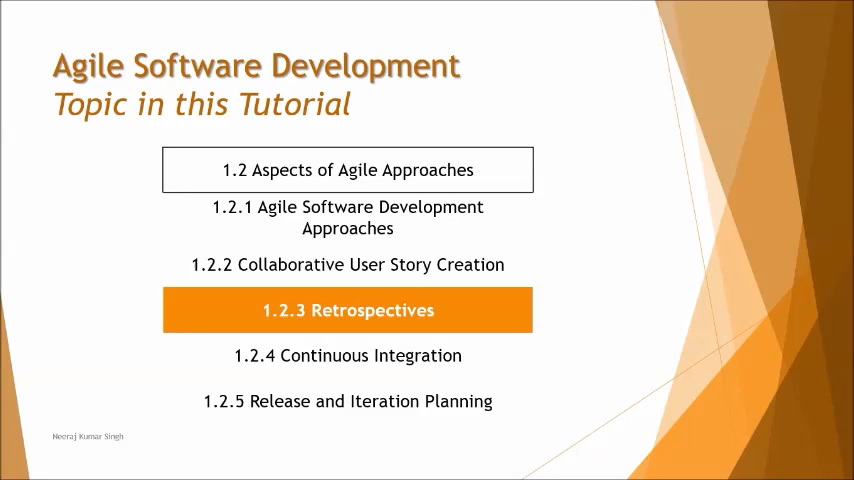 Agile Software Development
Topic in this Tutorial
1.2 Aspects of Agile Approaches
1.2.1 Agile Software Development
Approaches
1.2.2 Collaborative User Story Creation
1.2.3 Retrospectives
1.2.4 Continuous Integration
1.2.5 Release and Iteration Planning
Neeraj Kumar Singh